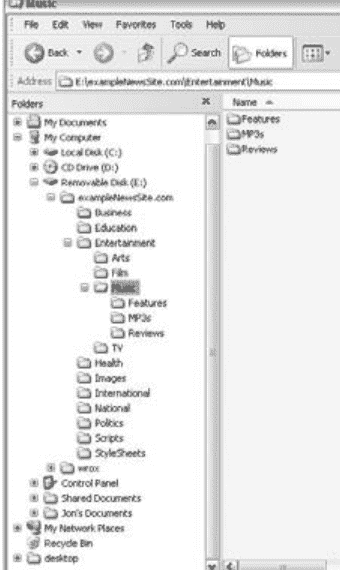 Music
File Edit View Favorites Tools Help
Back Search Folders
Address E:\exampleNewsSite.com\Entertainment\Music
Folders
Name
My Documents
My Computer
Local Disk (C:)
CD Drive (D:)
Removable Disk (E:)
exampleNewsSite.com
Business
Education
Entertainment
Arts
Film
Music
Features
MP3s
Reviews
TV
Health
Images
International
National
Politics
Scripts
StyleSheets
wrox
Control Panel
Shared Documents
Jon's Documents
My Network Places
Recycle Bin
desktop
Features
MP3s
Reviews